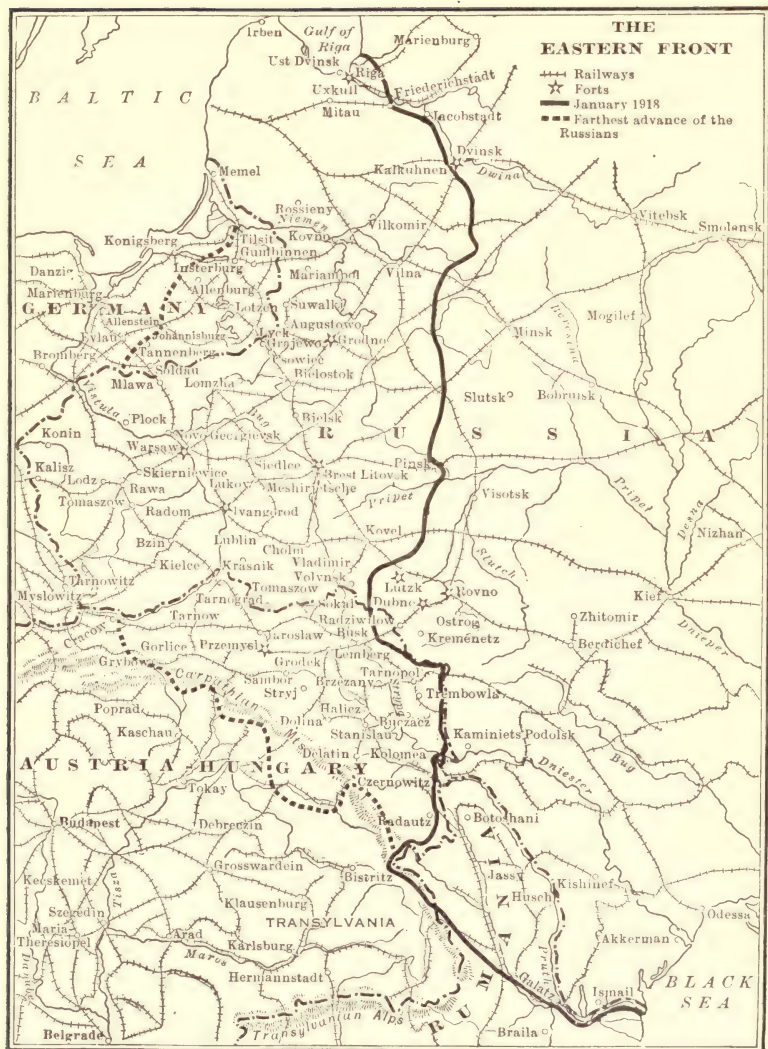 THE
EASTERN FRONT
Railways
Forts
January 1918
Farthest advance of the
Russians
Irben
Gulf of
Riga
Marienburg
Ust Dvinsk
Riga
Friederichstadt
Uxkull
BALTIC
Mitau
Jacobstadt
SEA
Dvinsk
Kalkuhnen
Dwina
Memel
Rossieny
Niemen
Vilkomir
Vitebsk
Smolensk
Konigsberg
Tilsit
Kovno
Gumbinnen
Insterburg
Danzig
Mariampol
Vilna
Marienburg
Allenburg
GERMANY
Lotzen
Suwalki
Mogilef
Beresina
Allenstein
Augustowo
Eylau
Johannisburg
Lyck
Minsk
Grajewo
Grodno
Bromberg
Tannenberg
Osowiec
Soldau
Mlawa
Lomzha
Bielostok
Slutsk
Bobruisk
Vistula
Plock
Bug
Bielsk
RUSSIA
Konin
Novo Georgievsk
Warsaw
Kalisz
Skierniewice
Siedlce
Pinsk
Lodz
Brest Litovsk
Rawa
Lukov
Meshiritsche
Visotsk
Tomaszow
Pripet
Pripet
Desna
Radom
Ivangorod
Nizhan
Bzin
Lublin
Kovel
Cholm
Slutch
Kielce
Krasnik
Vladimir
Volynsk
Tarnowitz
Tomaszow
Lutzk
Rovno
Kief
Myslowitz
Tarnograd
Sokal
Dubno
Cracow
Radziwilow
Ostrog
Zhitomir
Tarnow
Jaroslaw
Busk
Kremenetz
Dnieper
Gorlice
Przemysl
Lemberg
Berdichef
Grybow
Grodek
Tarnopol
Carpathian Mts.
Sambor
Brzezany
Strypa
Trembowla
Stryj
Poprad
Halicz
Dolina
Buczacz
Kaschau
Stanislau
Kaminiets Podolsk
Bug
Delatin
Kolomea
Dniester
AUSTRIA-HUNGARY
Czernowitz
Tokay
Budapest
Debreczin
Radautz
Botoshani
Grosswardein
Jassy
Kishinef
Kecskemet
Tisza
Bistritz
Husch
Klausenburg
Szegedin
TRANSYLVANIA
Odessa
Maria-
Theresiopel
Arad
Karlsburg
Akkerman
Maros
Pruth
Danube
Hermannstadt
BLACK
SEA
Galatz
Ismail
RUMANIA
Belgrade
Transylvanian Alps
Braila